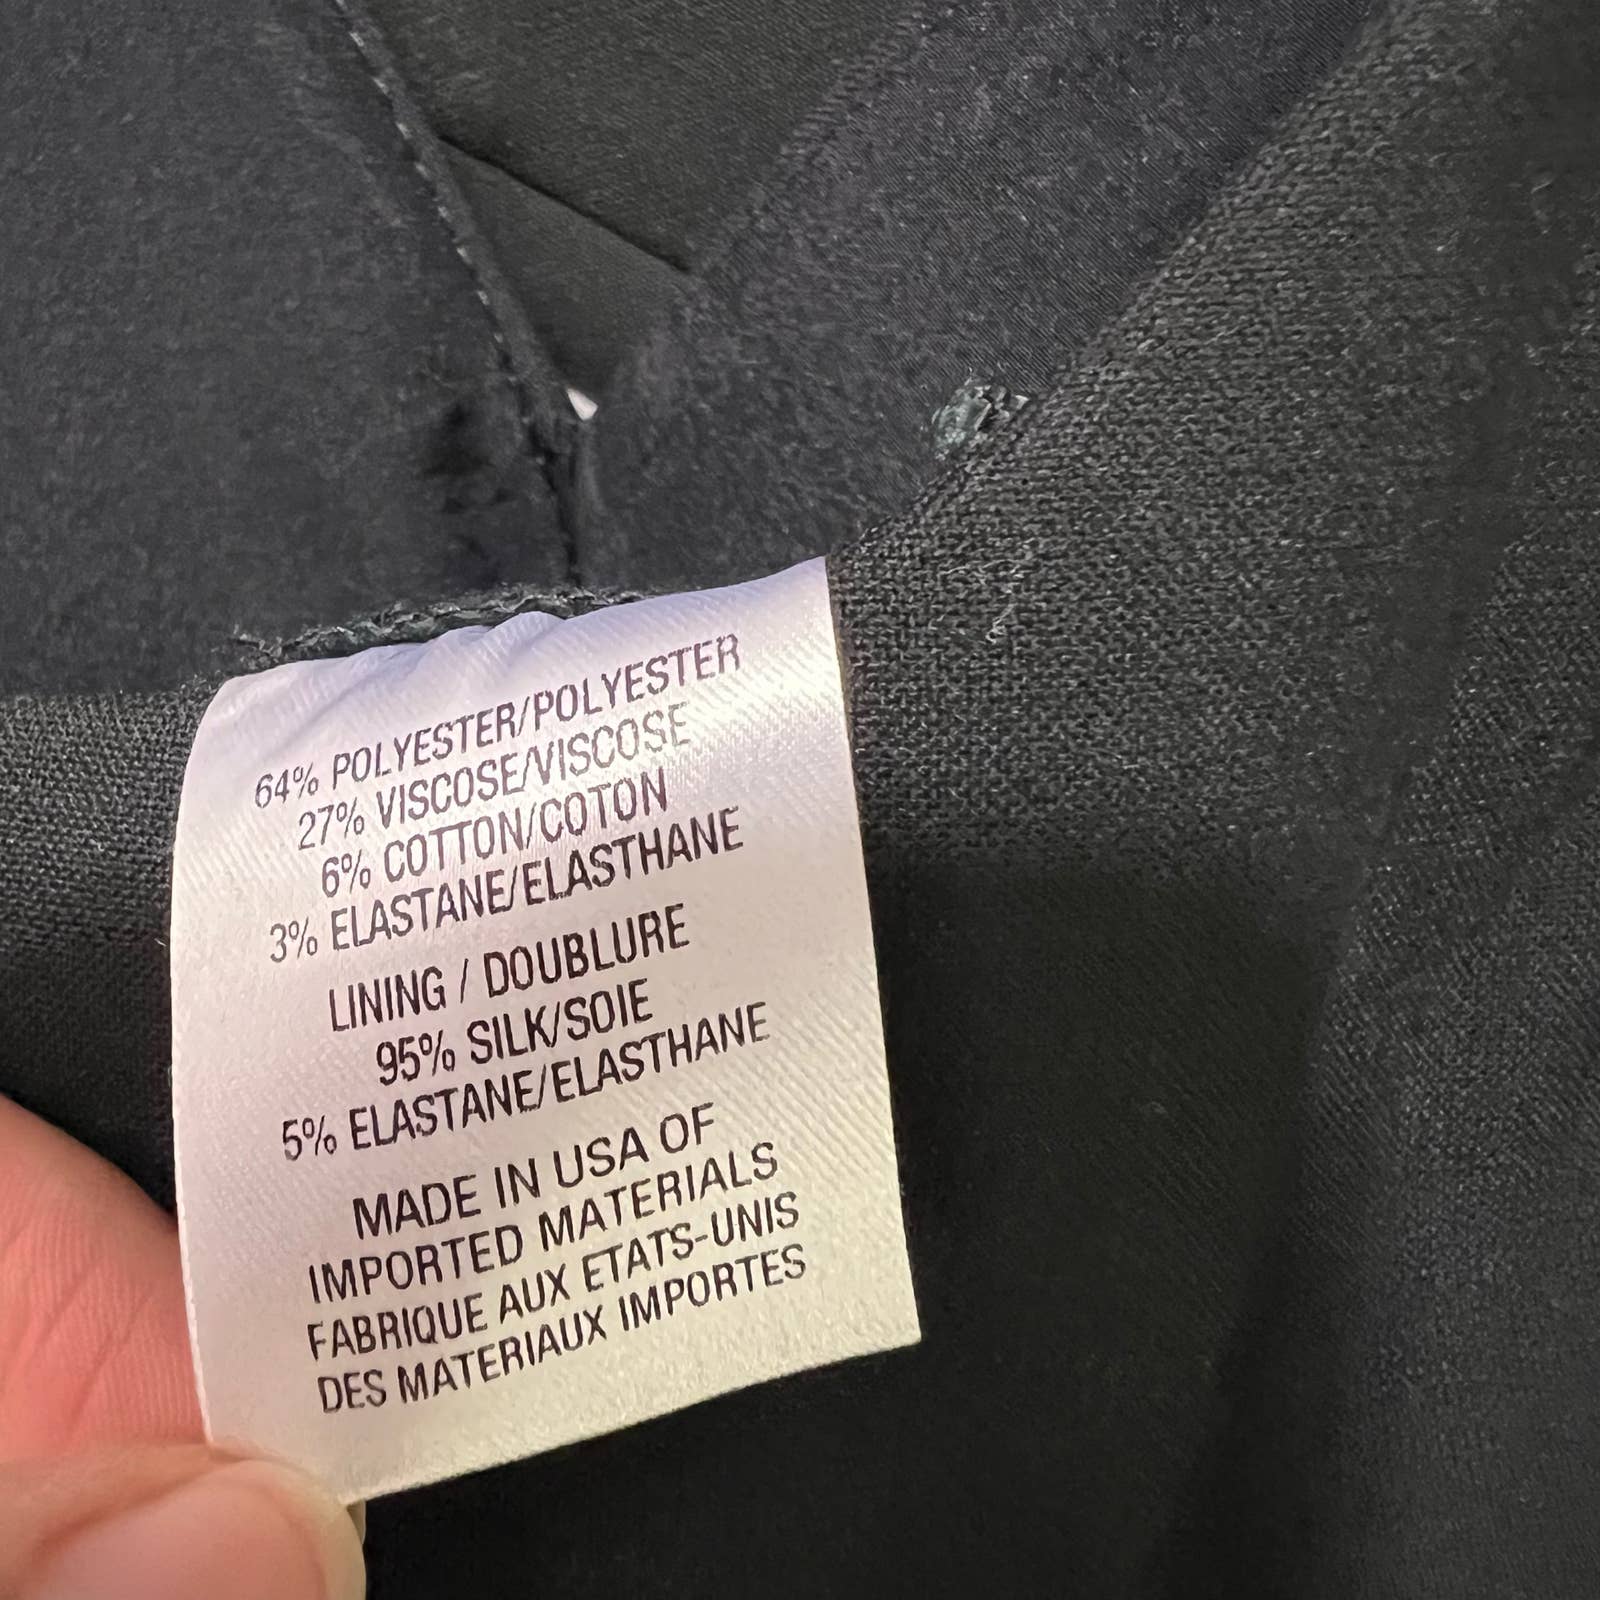 64% POLYESTER/POLYESTER
27% VISCOSE/VISCOSE
6% COTTON/COTON
3% ELASTANE/ELASTHANE
LINING / DOUBLURE
95% SILK/SOIE
5% ELASTANE/ELASTHANE
MADE IN USA OF
IMPORTED MATERIALS
FABRIQUE AUX ETATS-UNIS
DES MATERIAUX IMPORTES